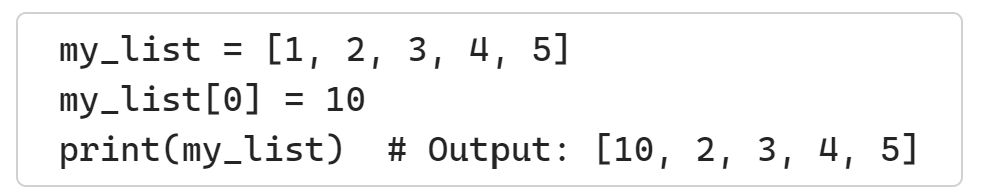 my_list = [1, 2, 3, 4, 5]
my_list[0] = 10
print(my_list)  # Output: [10, 2, 3, 4, 5]